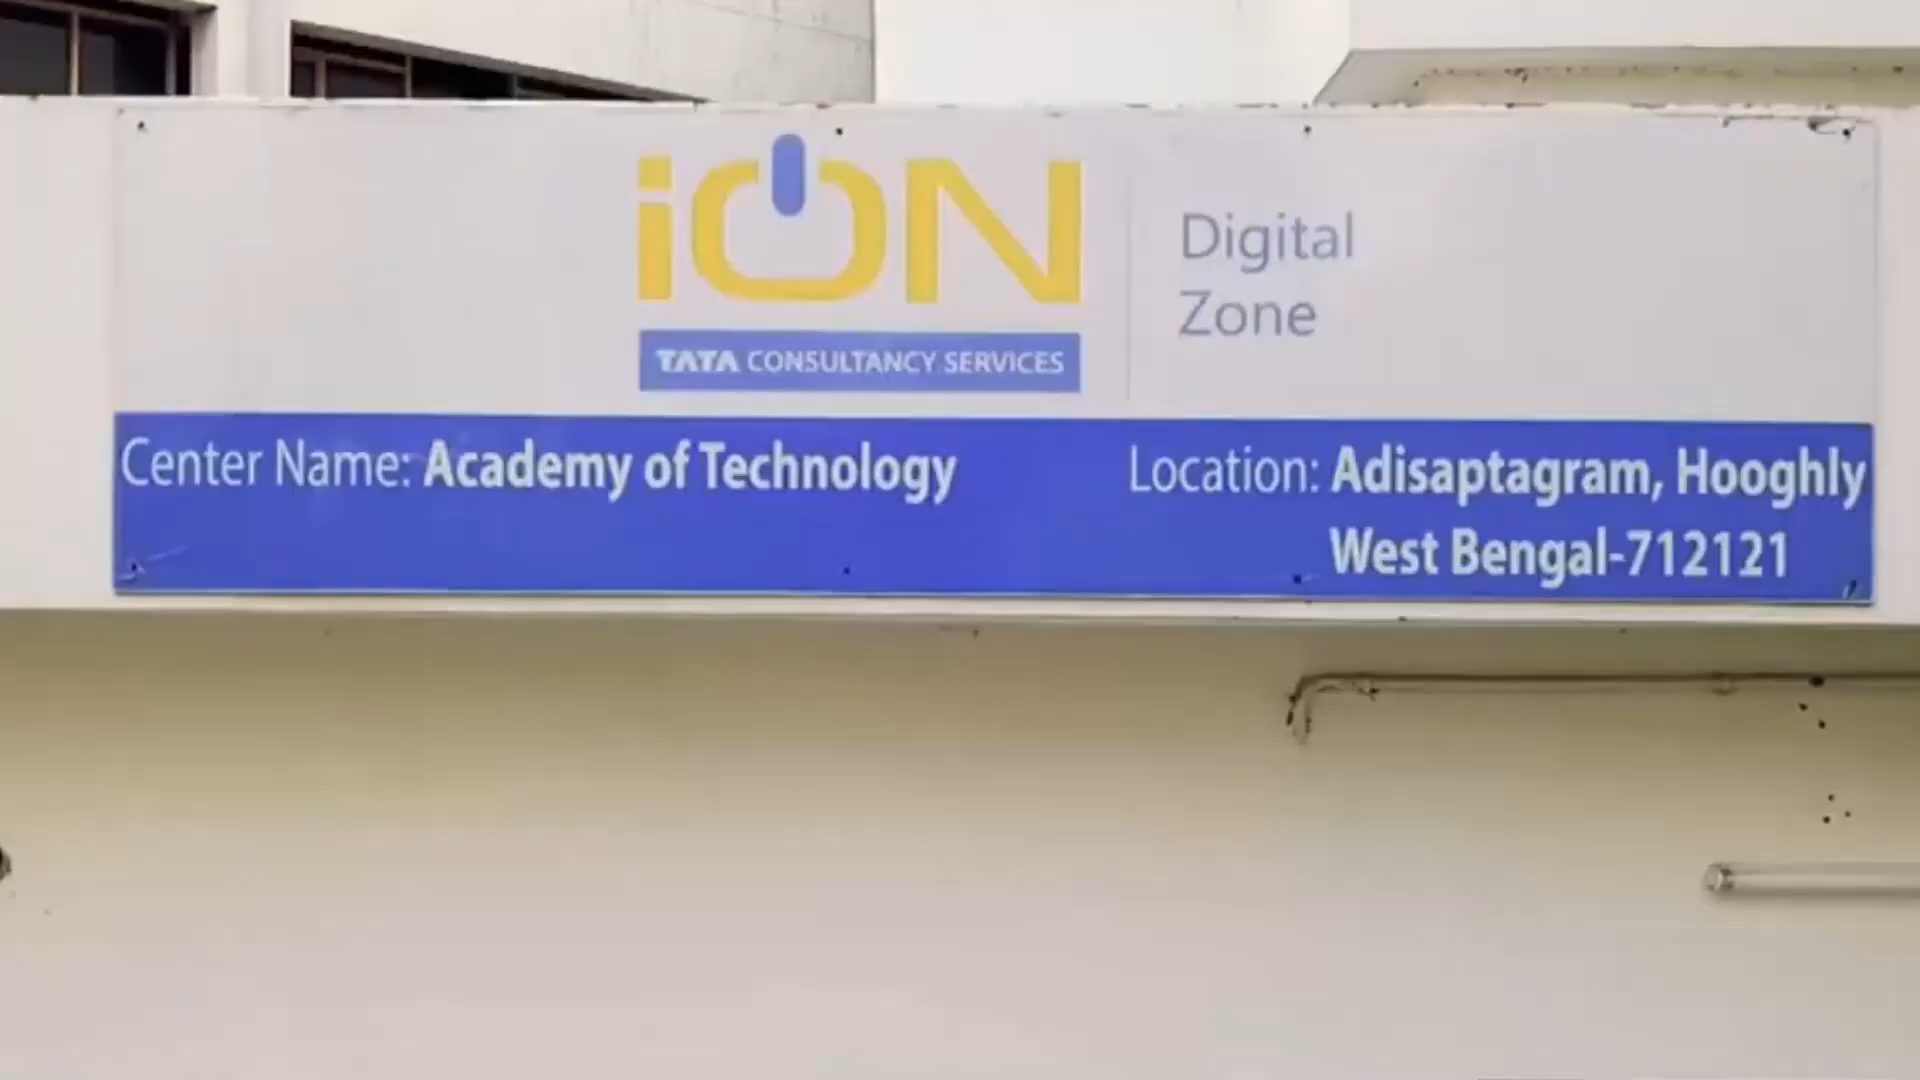 iON
TATA CONSULTANCY SERVICES
Digital
Zone
Center Name: Academy of Technology
Location: Adisaptagram, Hooghly
West Bengal-712121